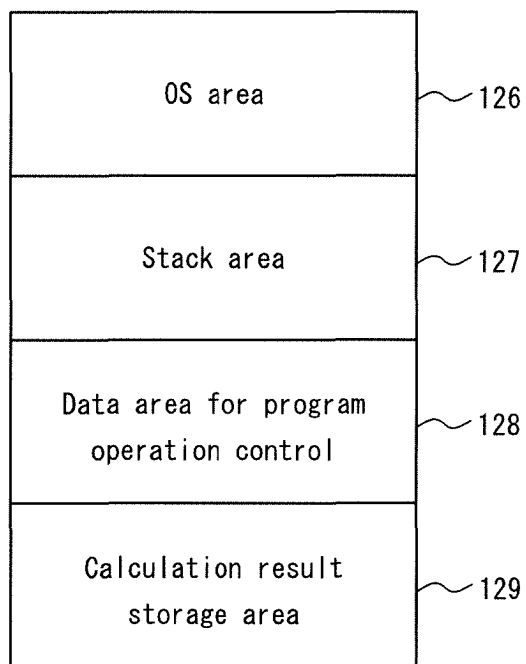 OS area
126
Stack area
127
Data area for program
operation control
128
Calculation result
storage area
129